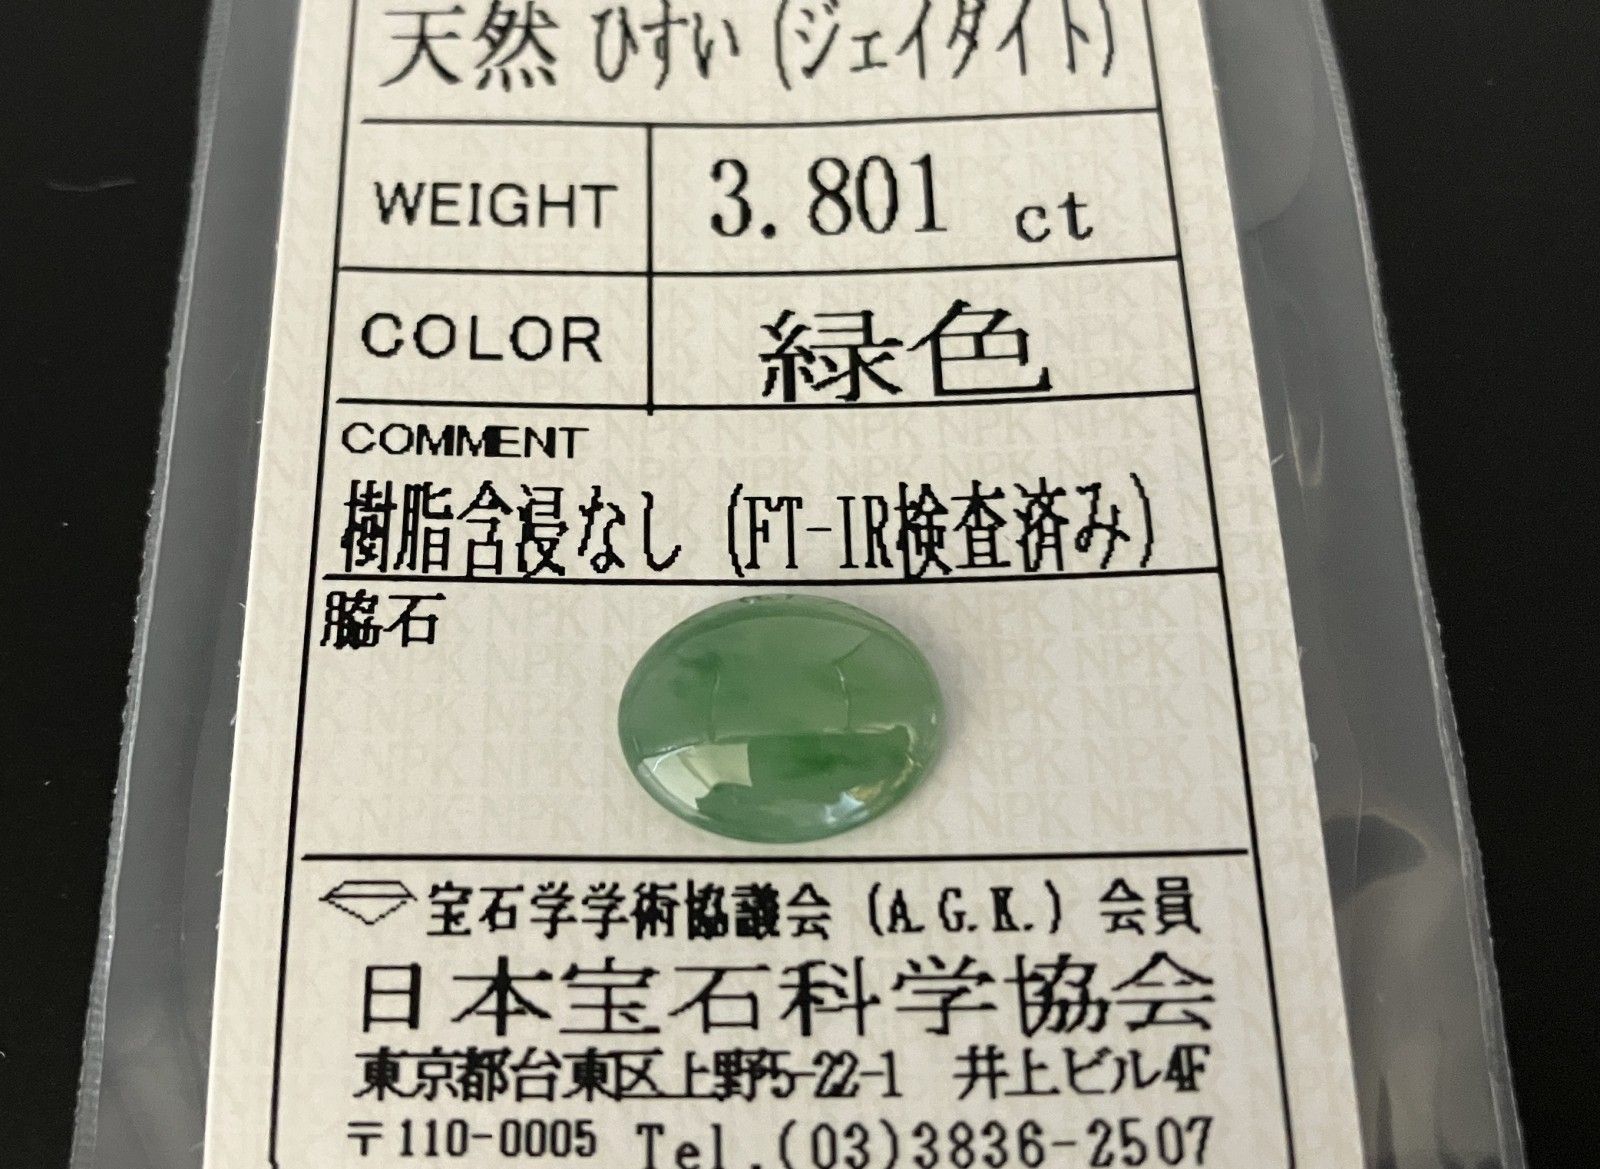 天然 ひすい (ジェイダイト)
WEIGHT 3.801 ct
COLOR 緑色
COMMENT
樹脂含浸なし (FT-IR検査済み)
脇石
宝石学学術協議会 (A.G.K.) 会員
日本宝石科学協会
東京都台東区上野5-22-1 井上ビル4F
〒110-0005 Tel.(03)3836-2507
NPK